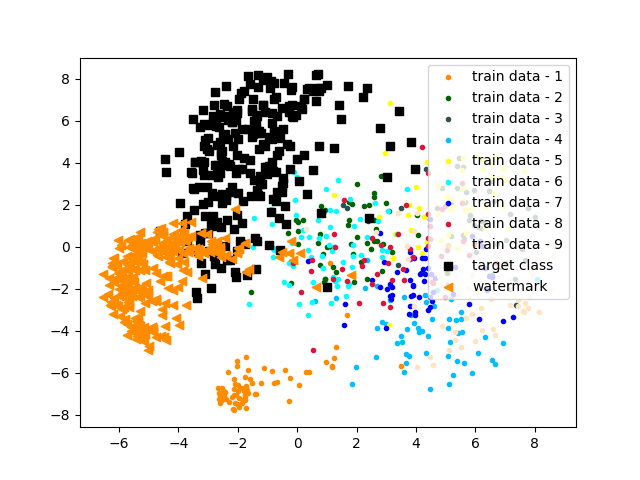 8
6
4
2
0
−2
−4
−6
−8
−6
−4
−2
0
2
4
6
8
train data - 1
train data - 2
train data - 3
train data - 4
train data - 5
train data - 6
train data - 7
train data - 8
train data - 9
target class
watermark